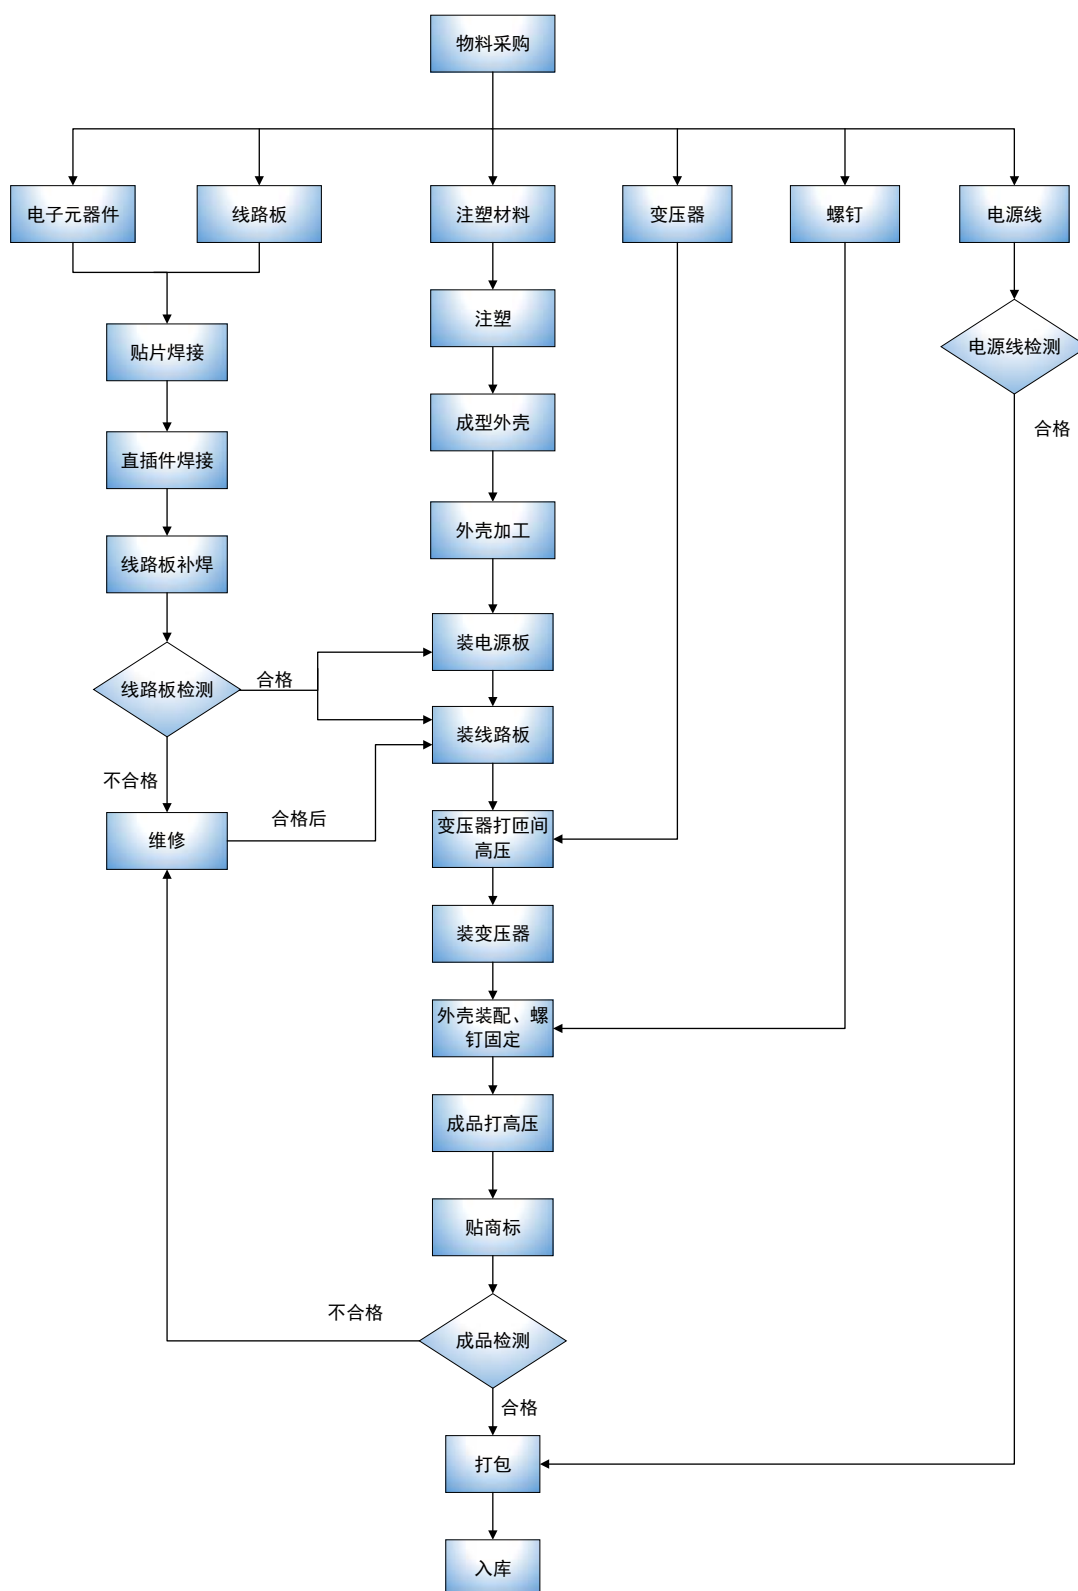 物料采购
电子元器件
线路板
注塑材料
变压器
螺钉
电源线
注塑
贴片焊接
电源线检测
成型外壳
合格
直插件焊接
外壳加工
线路板补焊
装电源板
合格
线路板检测
装线路板
不合格
合格后
维修
变压器打匝间
高压
装变压器
外壳装配、螺
钉固定
成品打高压
贴商标
不合格
成品检测
合格
打包
入库